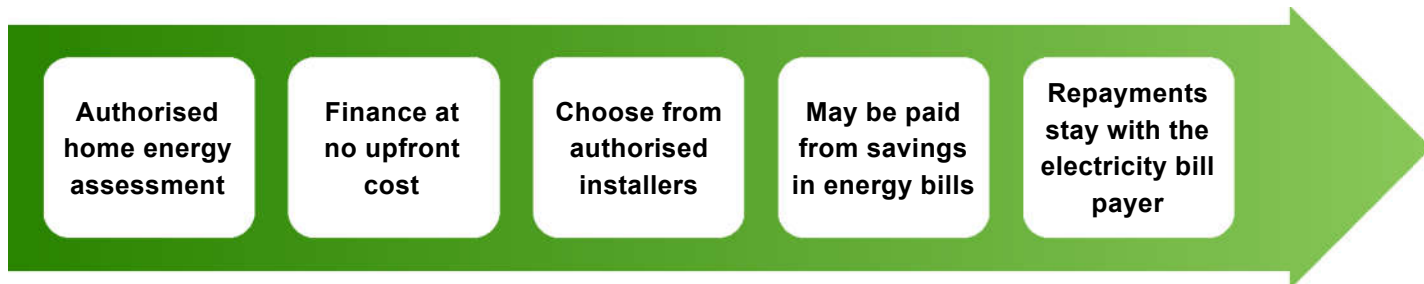 Authorised
home energy
assessment
Finance at
no upfront
cost
Choose from
authorised
installers
May be paid
from savings
in energy bills
Repayments
stay with the
electricity bill
payer